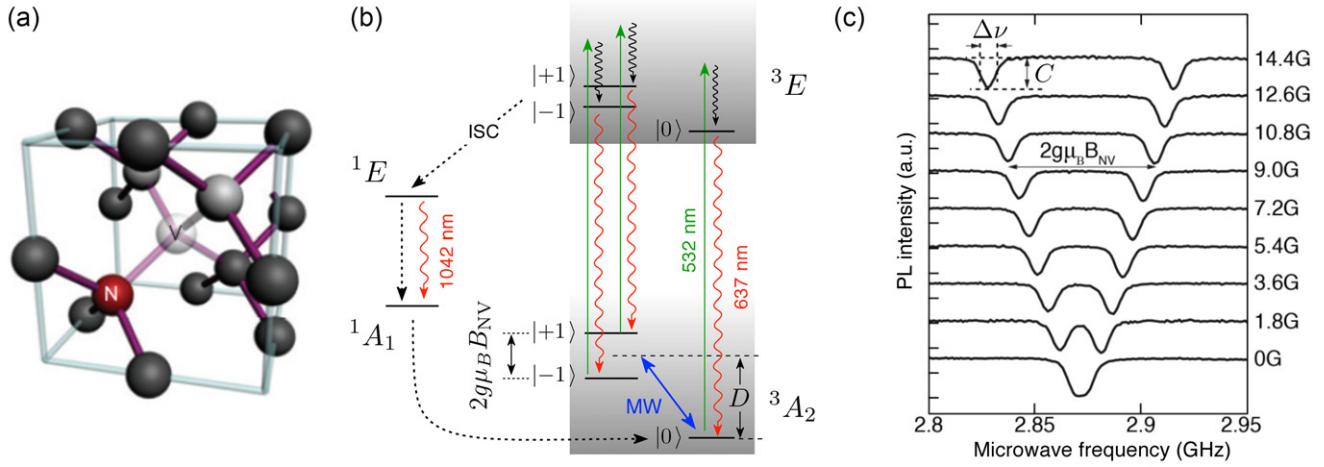 (a)
N
V
(b)
|+1⟩
|−1⟩
|0⟩
³E
ISC
¹E
1042 nm
532 nm
637 nm
¹A₁
|+1⟩
|−1⟩
2gμ_B B_NV
MW
D
³A₂
|0⟩
(c)
Δν
C
14.4G
12.6G
10.8G
2gμ_B B_NV
9.0G
7.2G
5.4G
3.6G
1.8G
0G
PL intensity (a.u.)
2.8 2.85 2.9 2.95
Microwave frequency (GHz)